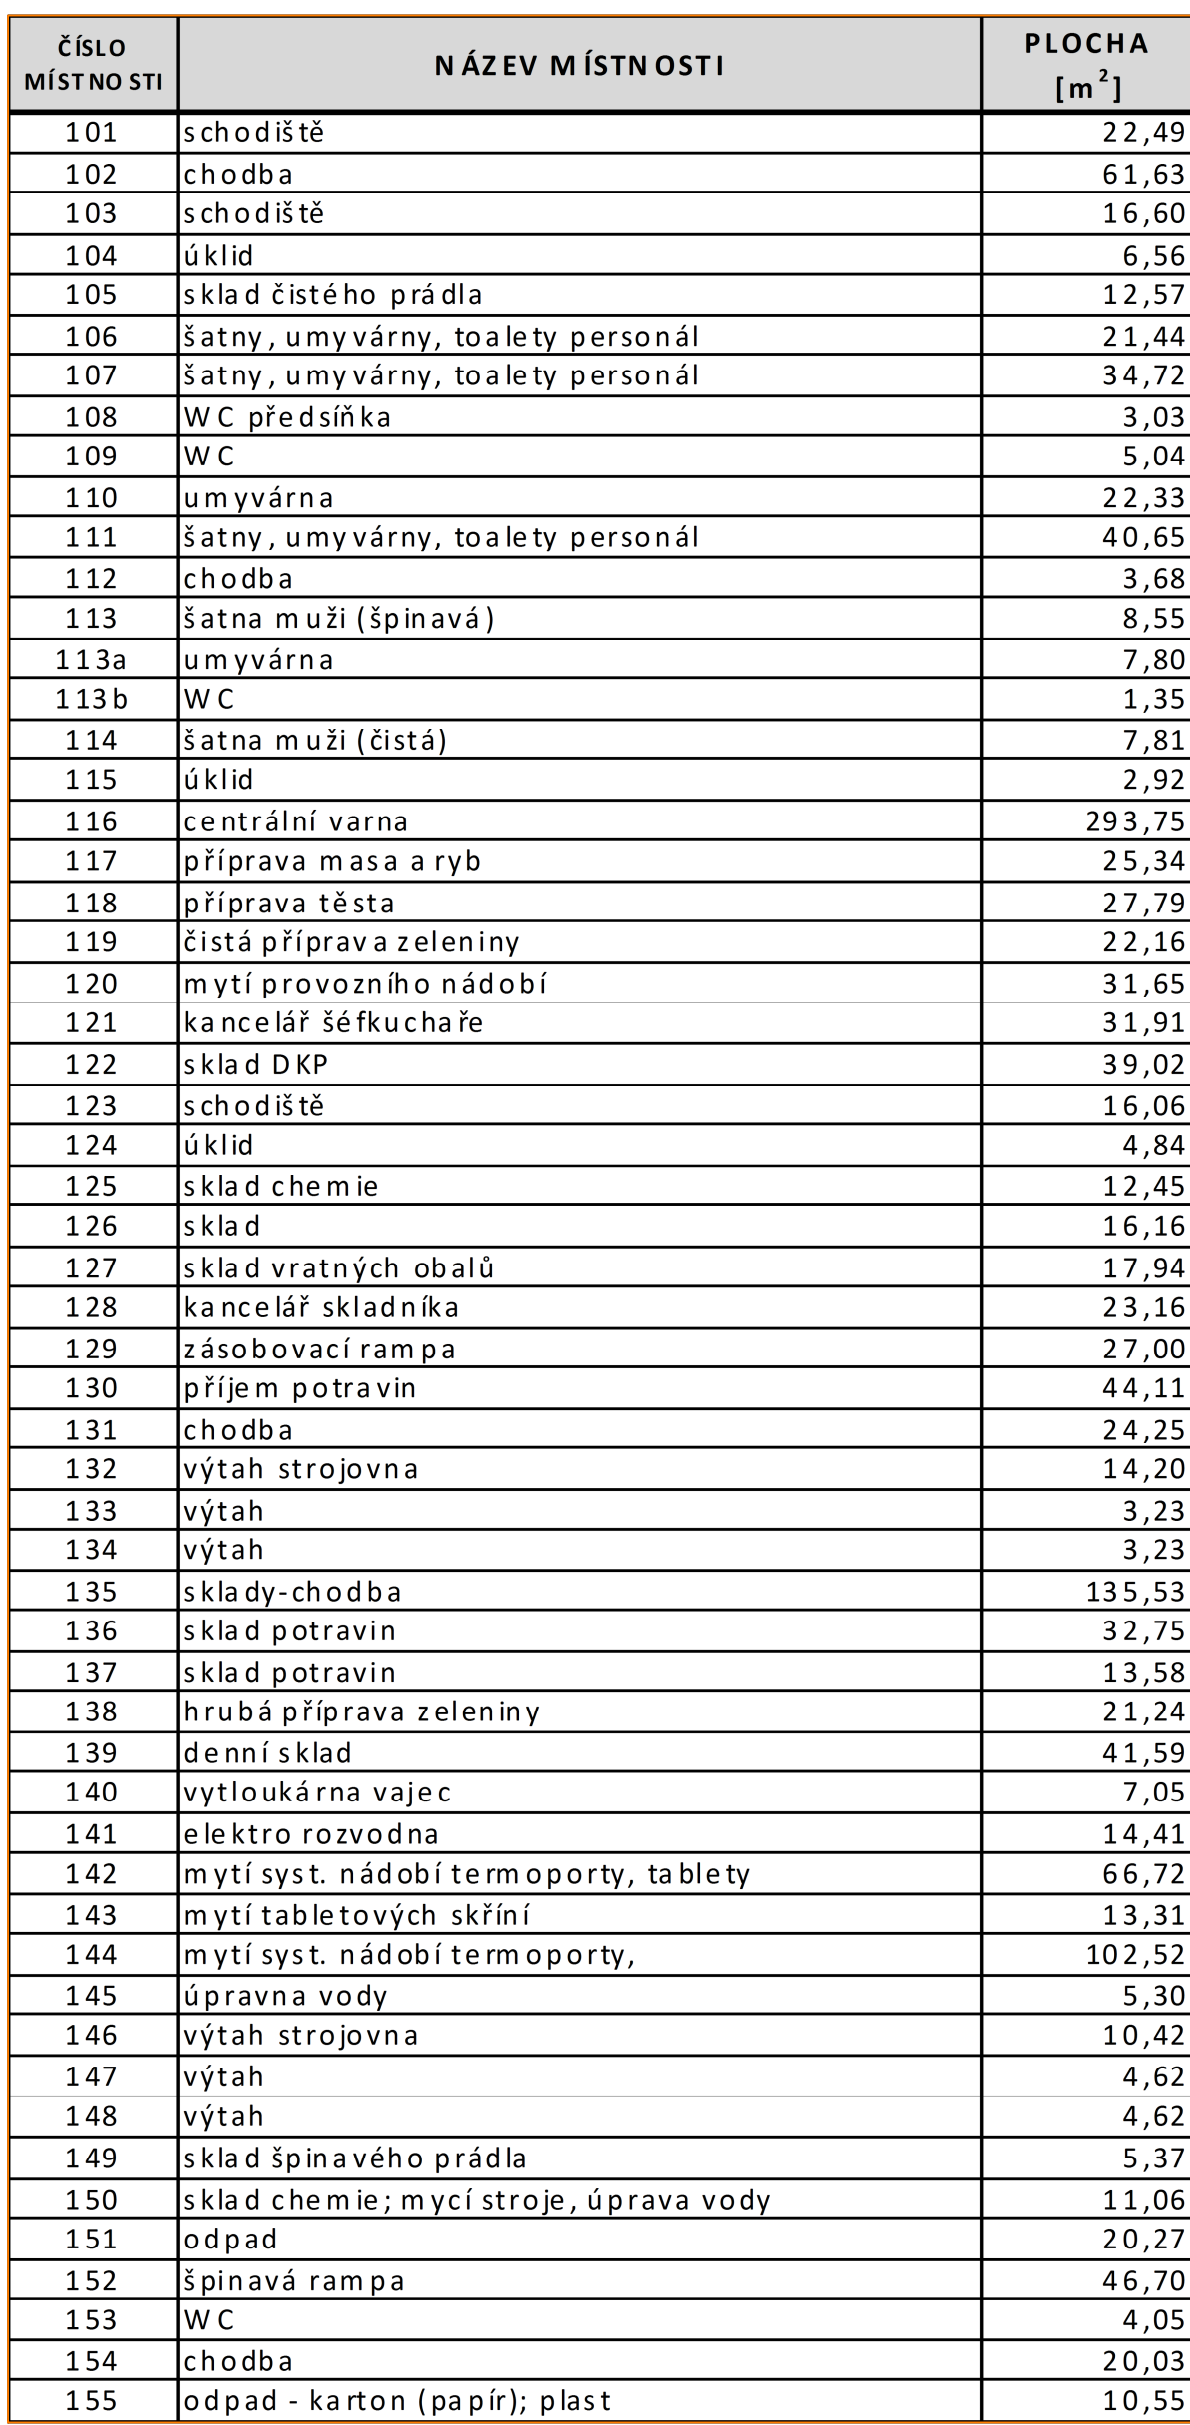 ČÍSLO MÍSTNOSTI NÁZEV MÍSTNOSTI PLOCHA [m²]
101 schodiště 22,49
102 chodba 61,63
103 schodiště 16,60
104 úklid 6,56
105 sklad čistého prádla 12,57
106 šatny, umyvárny, toalety personál 21,44
107 šatny, umyvárny, toalety personál 34,72
108 WC předsíňka 3,03
109 WC 5,04
110 umyvárna 22,33
111 šatny, umyvárny, toalety personál 40,65
112 chodba 3,68
113 šatna muži (špinavá) 8,55
113a umyvárna 7,80
113b WC 1,35
114 šatna muži (čistá) 7,81
115 úklid 2,92
116 centrální varna 293,75
117 příprava masa a ryb 25,34
118 příprava těsta 27,79
119 čistá příprava zeleniny 22,16
120 mytí provozního nádobí 31,65
121 kancelář šéfkuchaře 31,91
122 sklad DKP 39,02
123 schodiště 16,06
124 úklid 4,84
125 sklad chemie 12,45
126 sklad 16,16
127 sklad vratných obalů 17,94
128 kancelář skladníka 23,16
129 zásobovací rampa 27,00
130 příjem potravin 44,11
131 chodba 24,25
132 výtah strojovna 14,20
133 výtah 3,23
134 výtah 3,23
135 sklady-chodba 135,53
136 sklad potravin 32,75
137 sklad potravin 13,58
138 hrubá příprava zeleniny 21,24
139 denní sklad 41,59
140 vytloukárna vajec 7,05
141 elektro rozvodna 14,41
142 mytí syst. nádobí termoporty, tablety 66,72
143 mytí tabletových skříní 13,31
144 mytí syst. nádobí termoporty, 102,52
145 úpravna vody 5,30
146 výtah strojovna 10,42
147 výtah 4,62
148 výtah 4,62
149 sklad špinavého prádla 5,37
150 sklad chemie; mycí stroje, úprava vody 11,06
151 odpad 20,27
152 špinavá rampa 46,70
153 WC 4,05
154 chodba 20,03
155 odpad - karton (papír); plast 10,55